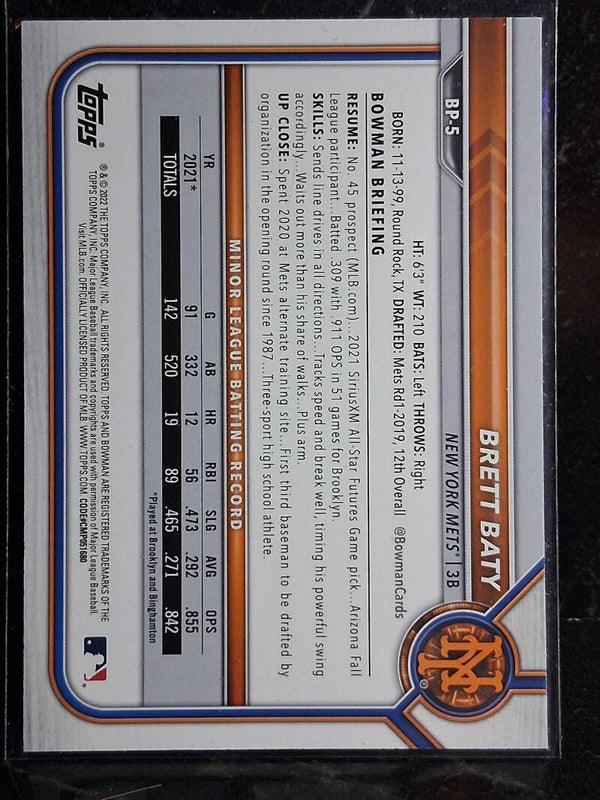 BP-5
BRETT BATY
NEW YORK METS® | 3B
NY
®
HT: 6'3" WT: 210 BATS: Left THROWS: Right
BORN: 11-13-99, Round Rock, TX DRAFTED: Mets Rd1-2019, 12th Overall @BowmanCards
BOWMAN BRIEFING
RESUME: No. 45 prospect (MLB.com)...2021 SiriusXM All-Star Futures Game pick...Arizona Fall
League participant...Batted .309 with .911 OPS in 51 games for Brooklyn.
SKILLS: Sends line drives in all directions...Tracks speed and break well, timing his powerful swing
accordingly...Waits out more than his share of walks...Plus arm.
UP CLOSE: Spent 2020 at Mets alternate training site...First third baseman to be drafted by
organization in the opening round since 1987...Three-sport high school athlete.
MINOR LEAGUE BATTING RECORD
YR G AB HR RBI SLG AVG OPS
2021* 91 332 12 56 .473 .292 .855
TOTALS 142 520 19 89 .465 .271 .842
*Played at Brooklyn and Binghamton
topps®
® & © 2022 THE TOPPS COMPANY, INC. ALL RIGHTS RESERVED. TOPPS AND BOWMAN ARE REGISTERED TRADEMARKS OF THE
TOPPS COMPANY, INC. Major League Baseball trademarks and copyrights are used with permission of Major League Baseball.
Visit MLB.com. OFFICIALLY LICENSED PRODUCT OF MLB. WWW.TOPPS.COM. CODE#CMP051680